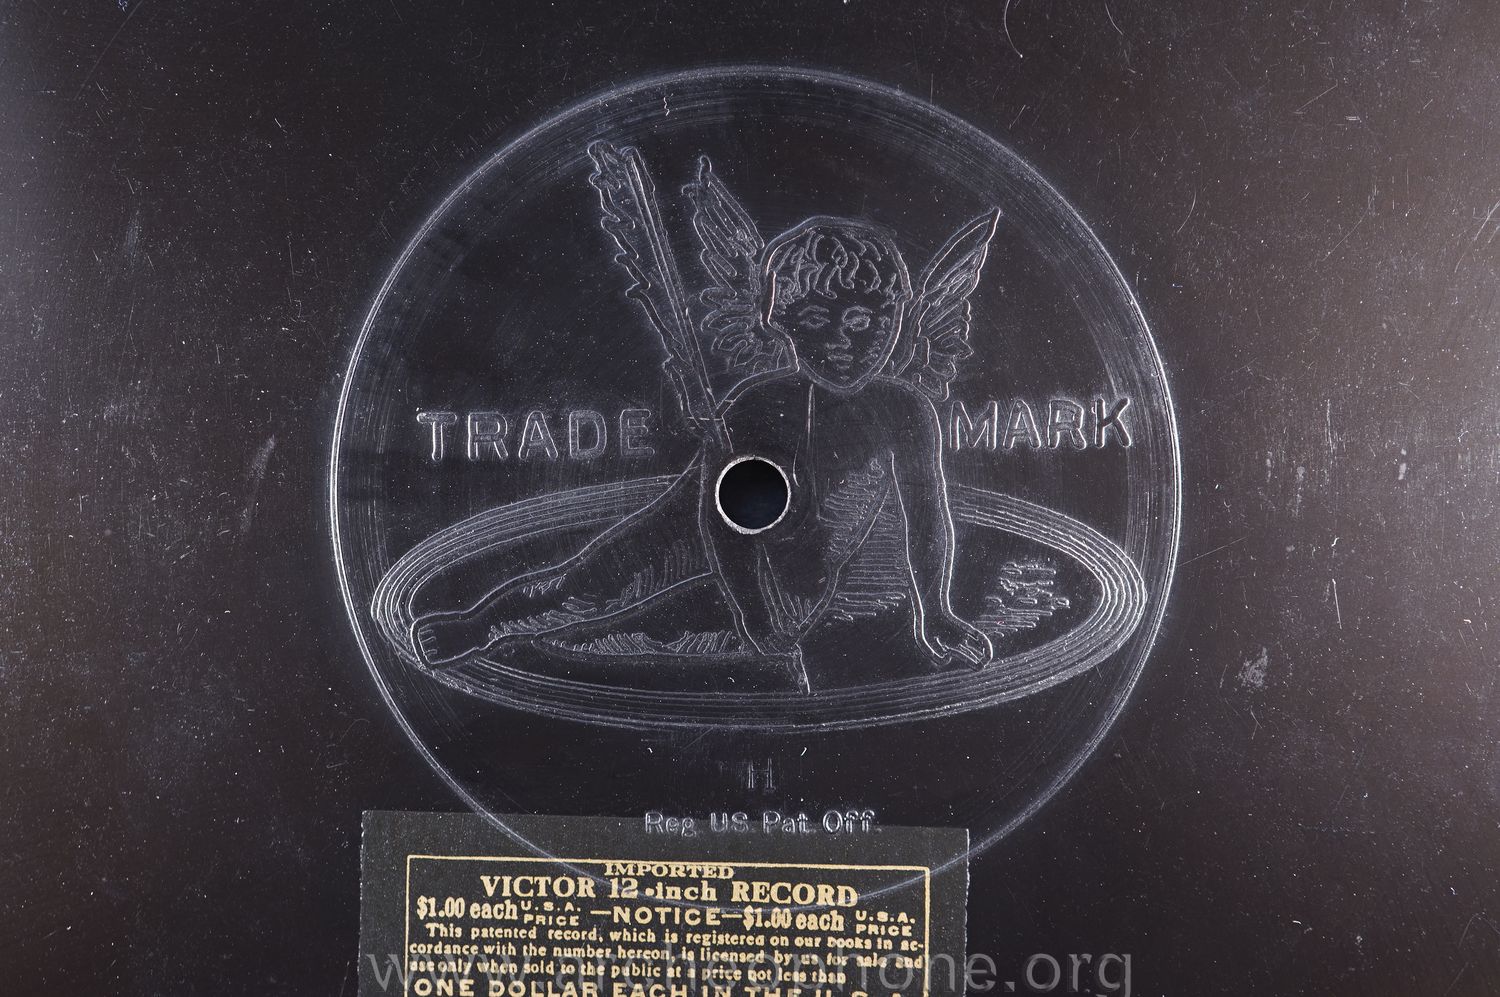 TRADE MARK
H
Reg. US. Pat. Off.
IMPORTED
VICTOR 12-inch RECORD
$1.00 each U.S.A. PRICE —NOTICE— $1.00 each U.S.A. PRICE
This patented record, which is registered on our books in ac-
cordance with the number hereon, is licensed by us for sale and
use only when sold to the public at a price not less than
ONE DOLLAR EACH IN THE U.S.A.
www.archeophone.org